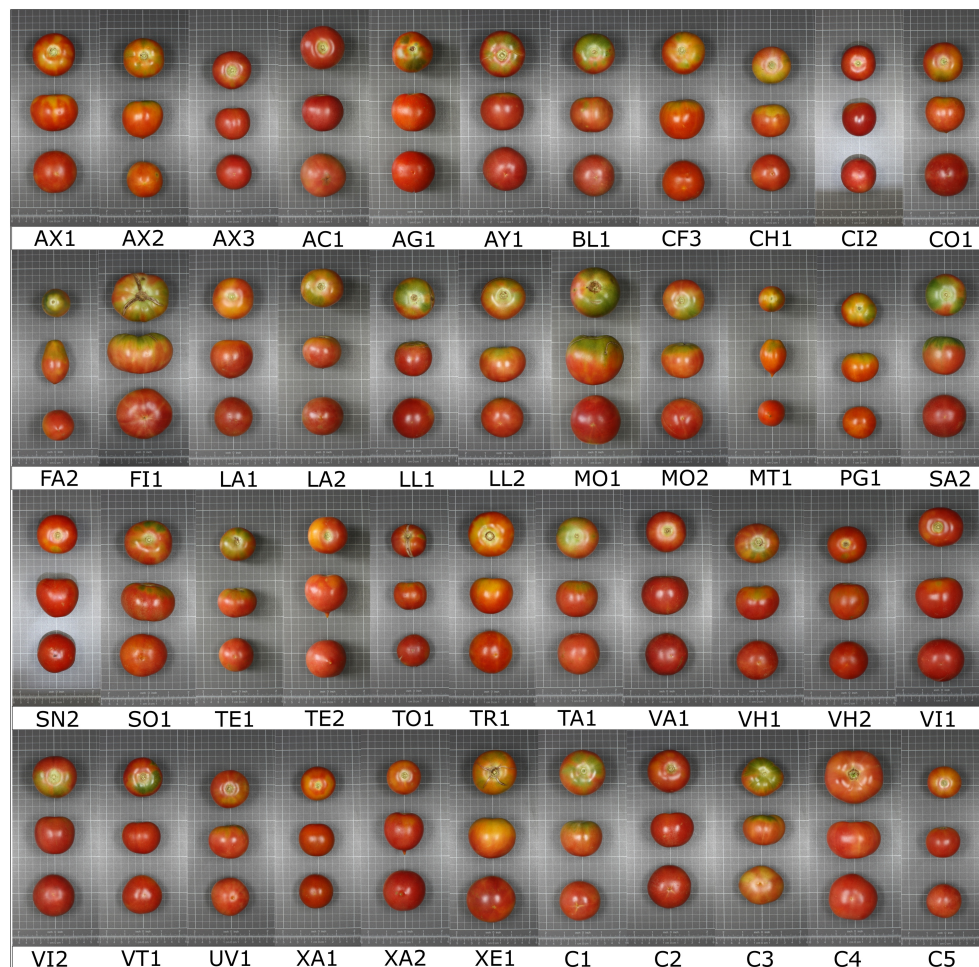 AX1 AX2 AX3 AC1 AG1 AY1 BL1 CF3 CH1 CI2 CO1
FA2 FI1 LA1 LA2 LL1 LL2 MO1 MO2 MT1 PG1 SA2
SN2 SO1 TE1 TE2 TO1 TR1 TA1 VA1 VH1 VH2 VI1
VI2 VT1 UV1 XA1 XA2 XE1 C1 C2 C3 C4 C5